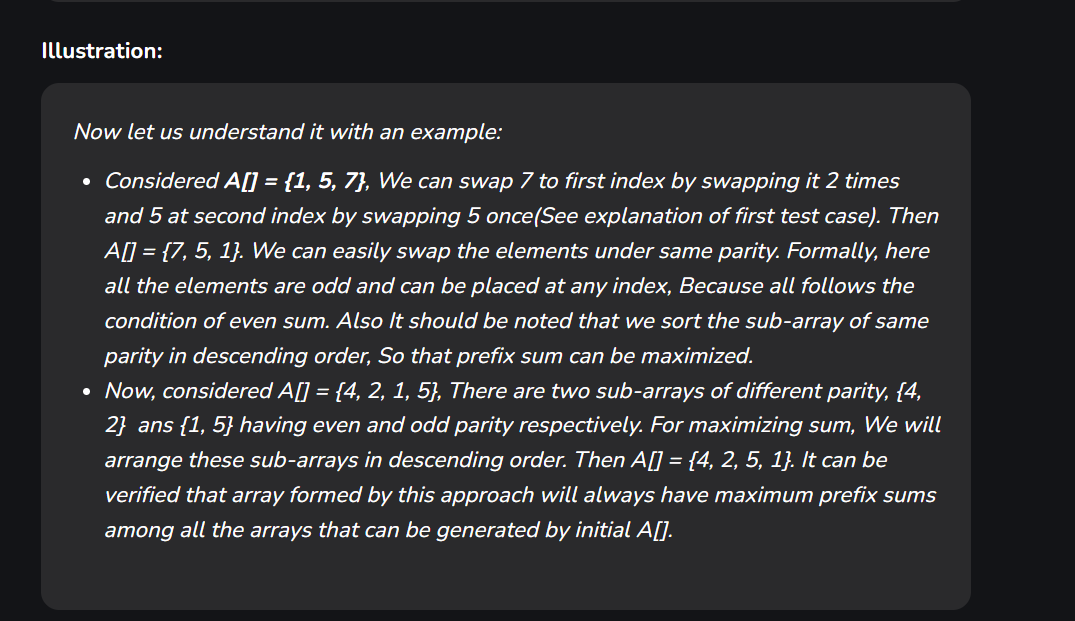 Illustration:
Now let us understand it with an example:
• Considered A[] = {1, 5, 7}, We can swap 7 to first index by swapping it 2 times
and 5 at second index by swapping 5 once(See explanation of first test case). Then
A[] = {7, 5, 1}. We can easily swap the elements under same parity. Formally, here
all the elements are odd and can be placed at any index, Because all follows the
condition of even sum. Also It should be noted that we sort the sub-array of same
parity in descending order, So that prefix sum can be maximized.
• Now, considered A[] = {4, 2, 1, 5}, There are two sub-arrays of different parity, {4,
2}  ans {1, 5} having even and odd parity respectively. For maximizing sum, We will
arrange these sub-arrays in descending order. Then A[] = {4, 2, 5, 1}. It can be
verified that array formed by this approach will always have maximum prefix sums
among all the arrays that can be generated by initial A[].